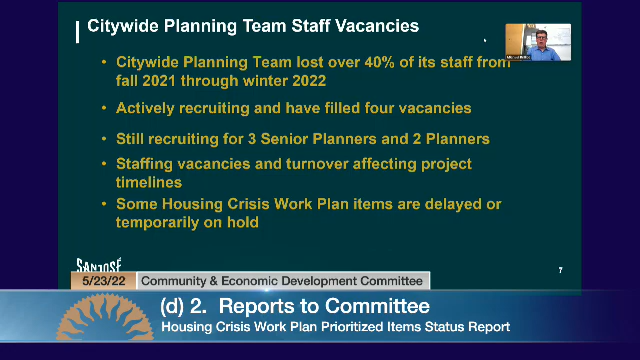 Citywide Planning Team Staff Vacancies
• Citywide Planning Team lost over 40% of its staff from
fall 2021 through winter 2022
• Actively recruiting and have filled four vacancies
• Still recruiting for 3 Senior Planners and 2 Planners
• Staffing vacancies and turnover affecting project
timelines
• Some Housing Crisis Work Plan items are delayed or
temporarily on hold
SAN JOSÉ
7
5/23/22 Community & Economic Development Committee
(d) 2. Reports to Committee
Housing Crisis Work Plan Prioritized Items Status Report